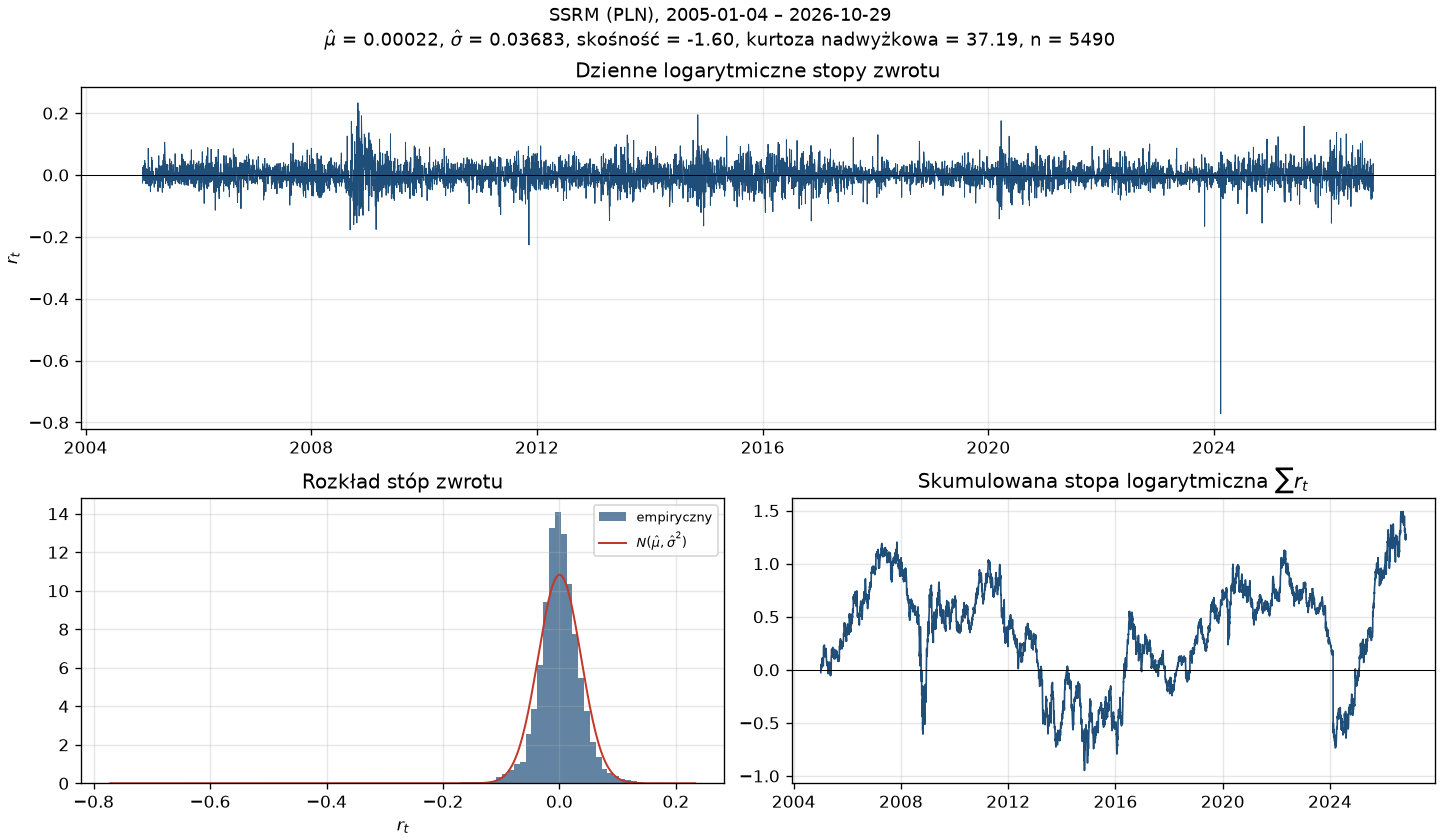 SSRM (PLN), 2005-01-04 – 2026-10-29
μ̂ = 0.00022, σ̂ = 0.03683, skośność = -1.60, kurtoza nadwyżkowa = 37.19, n = 5490
Dzienne logarytmiczne stopy zwrotu
0.2
0.0
−0.2
−0.4
−0.6
−0.8
r_t
2004 2008 2012 2016 2020 2024
Rozkład stóp zwrotu
14
12
10
8
6
4
2
0
empiryczny
N(μ̂, σ̂²)
−0.8 −0.6 −0.4 −0.2 0.0 0.2
r_t
Skumulowana stopa logarytmiczna ∑r_t
1.5
1.0
0.5
0.0
−0.5
−1.0
2004 2008 2012 2016 2020 2024